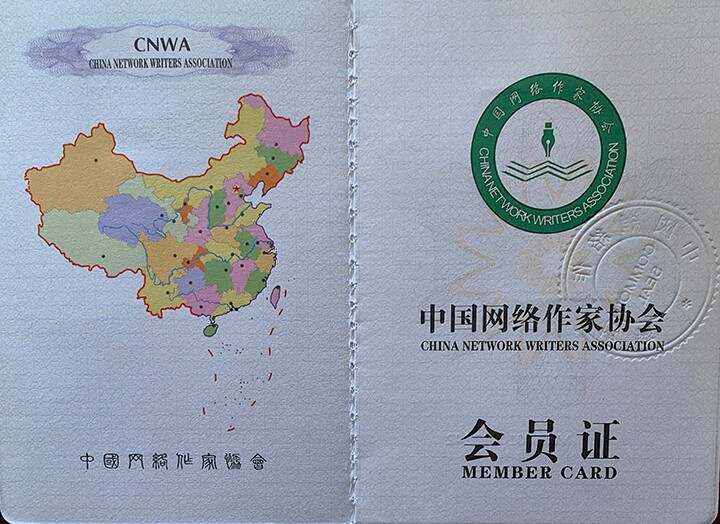 CNWA
CHINA NETWORK WRITERS ASSOCIATION
中國网絡作家協會
中国网络作家协会
CHINA NETWORK WRITERS ASSOCIATION
中国网络作家协会
CHINA NETWORK WRITERS ASSOCIATION
会员证
MEMBER CARD